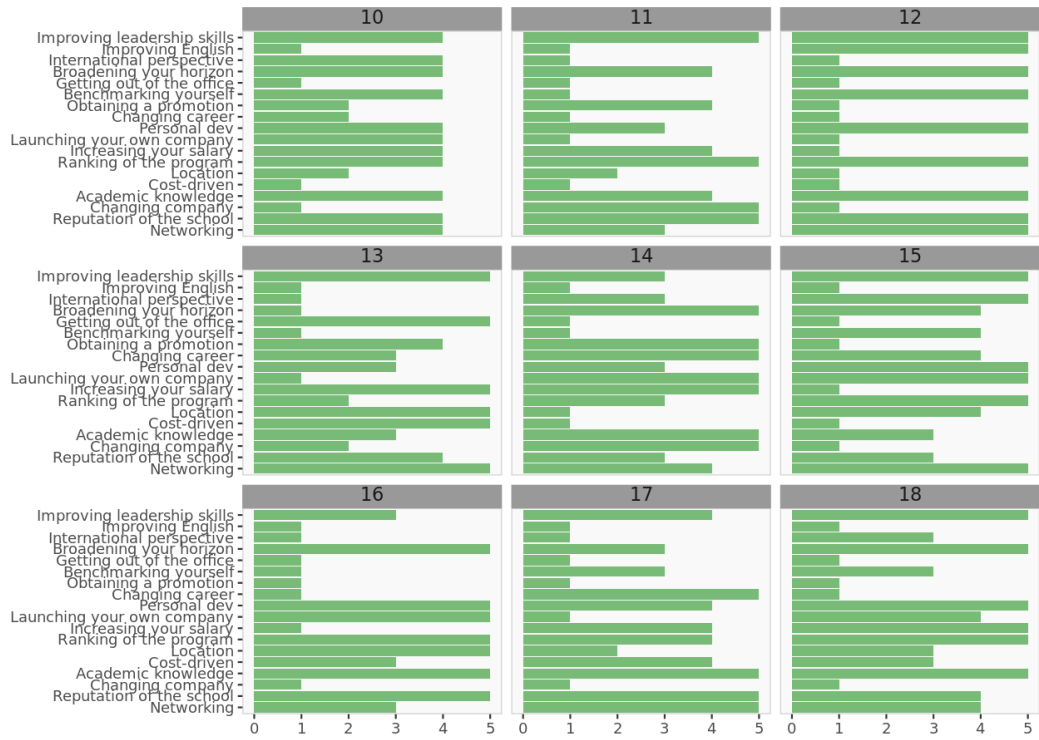 10 11 12
Improving leadership skills
Improving English
International perspective
Broadening your horizon
Getting out of the office
Benchmarking yourself
Obtaining a promotion
Changing career
Personal dev
Launching your own company
Increasing your salary
Ranking of the program
Location
Cost-driven
Academic knowledge
Changing company
Reputation of the school
Networking
13 14 15
Improving leadership skills
Improving English
International perspective
Broadening your horizon
Getting out of the office
Benchmarking yourself
Obtaining a promotion
Changing career
Personal dev
Launching your own company
Increasing your salary
Ranking of the program
Location
Cost-driven
Academic knowledge
Changing company
Reputation of the school
Networking
16 17 18
Improving leadership skills
Improving English
International perspective
Broadening your horizon
Getting out of the office
Benchmarking yourself
Obtaining a promotion
Changing career
Personal dev
Launching your own company
Increasing your salary
Ranking of the program
Location
Cost-driven
Academic knowledge
Changing company
Reputation of the school
Networking
0 1 2 3 4 5 0 1 2 3 4 5 0 1 2 3 4 5